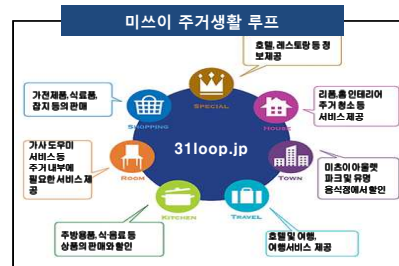 미쓰이 주거생활 루프
호텔, 레스토랑 등 정
보제공
SPECIAL
가전제품, 식료품,
잡지 등의 판매
SHOPPING
리폼,홈 인테리어
주거 청소 등
서비스 제공
HOUSE
31loop.jp
가사 도우미
서비스 등
주거 내부에
필요한 서비스 제
공
ROOM
미츠이 아울렛
파크 및 유명
음식점에서 할인
TOWN
KITCHEN
TRAVEL
주방용품, 식·음료 등
상품의 판매와 할인
호텔 및 여행,
여행서비스 제공